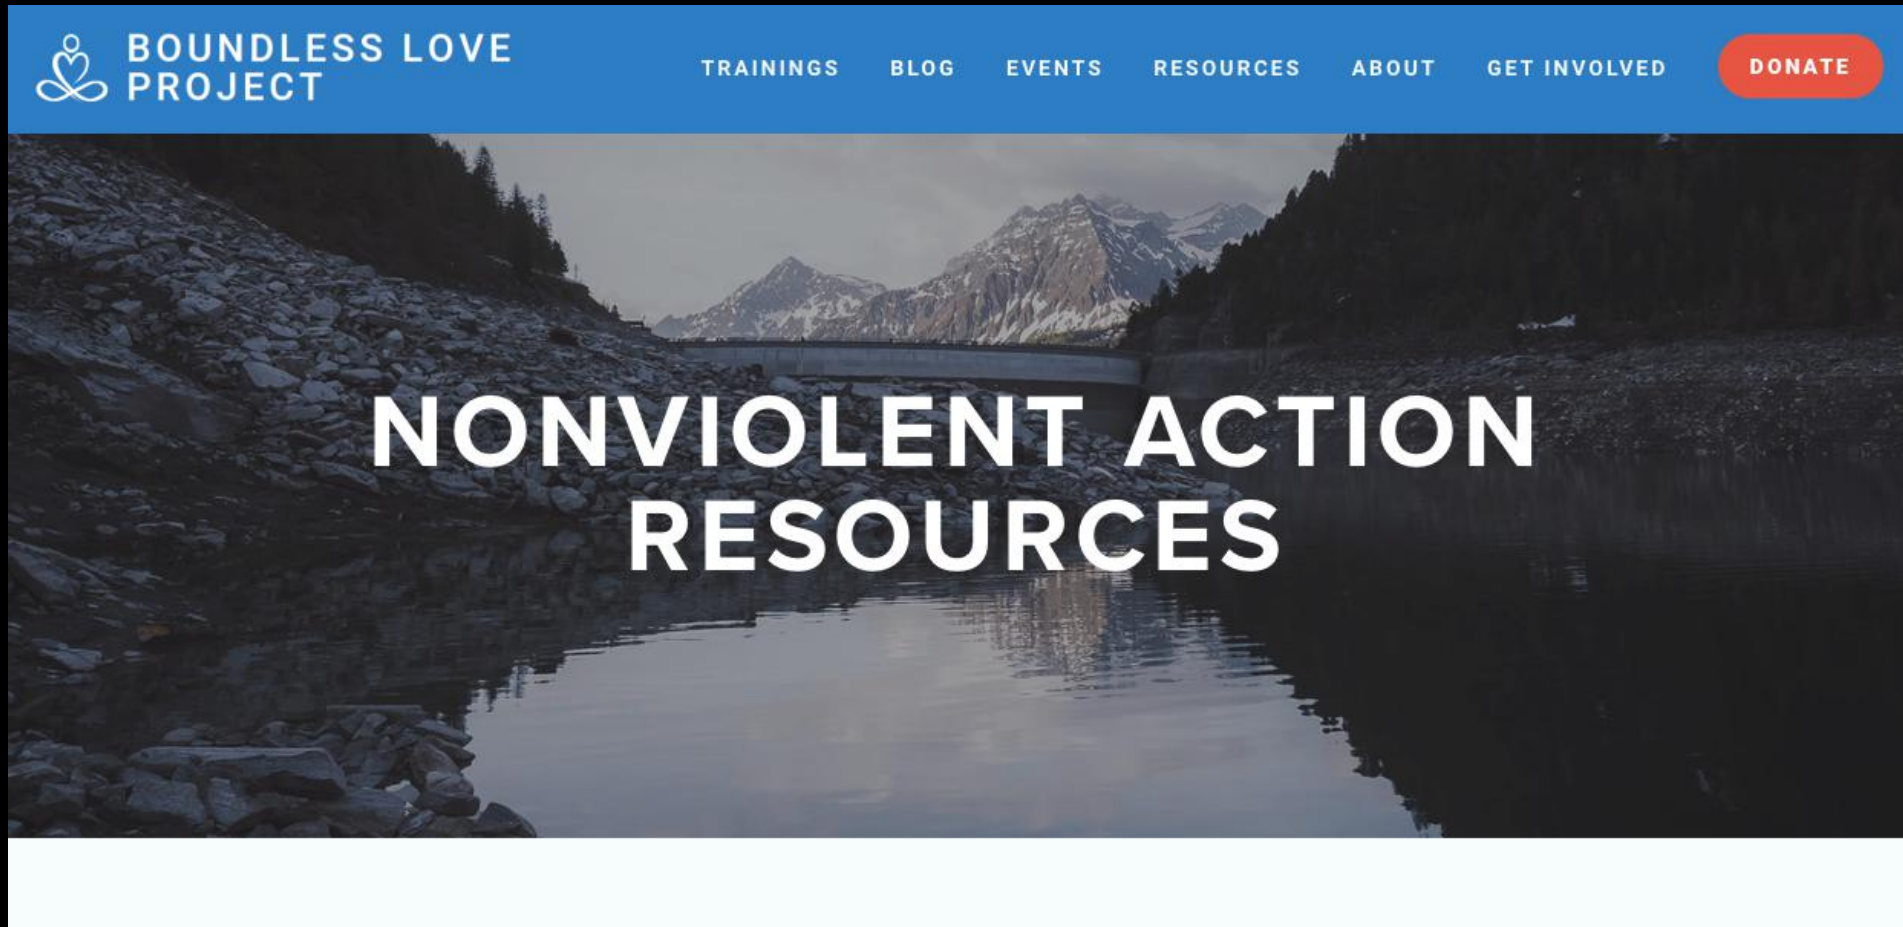 BOUNDLESS LOVE
PROJECT
TRAININGS BLOG EVENTS RESOURCES ABOUT GET INVOLVED DONATE
NONVIOLENT ACTION
RESOURCES